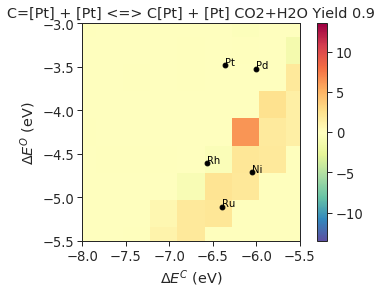 C=[Pt] + [Pt] <=> C[Pt] + [Pt] CO2+H2O Yield 0.9
−3.0
−3.5
−4.0
−4.5
−5.0
−5.5
ΔE^O (eV)
Pt
Pd
Rh
Ni
Ru
−8.0 −7.5 −7.0 −6.5 −6.0 −5.5
ΔE^C (eV)
10
5
0
−5
−10